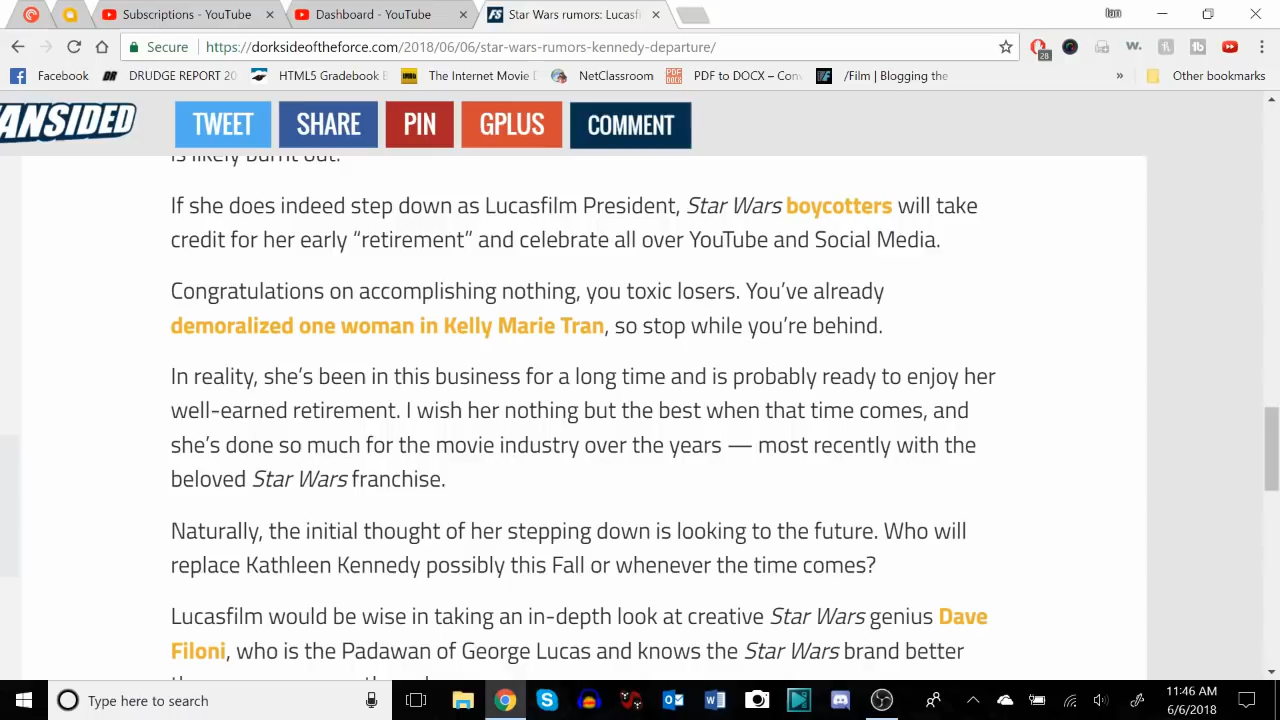 Subscriptions - YouTube
Dashboard - YouTube
Star Wars rumors: Lucasfi
Secure
https://dorksideoftheforce.com/2018/06/06/star-wars-rumors-kennedy-departure/
28
Facebook
DRUDGE REPORT 20
HTML5 Gradebook
The Internet Movie
NetClassroom
PDF to DOCX – Con
/Film | Blogging the
Other bookmarks
ANSIDED
TWEET
SHARE
PIN
GPLUS
COMMENT
is likely burnt out.
If she does indeed step down as Lucasfilm President, Star Wars boycotters will take
credit for her early “retirement” and celebrate all over YouTube and Social Media.
Congratulations on accomplishing nothing, you toxic losers. You’ve already
demoralized one woman in Kelly Marie Tran, so stop while you’re behind.
In reality, she’s been in this business for a long time and is probably ready to enjoy her
well-earned retirement. I wish her nothing but the best when that time comes, and
she’s done so much for the movie industry over the years — most recently with the
beloved Star Wars franchise.
Naturally, the initial thought of her stepping down is looking to the future. Who will
replace Kathleen Kennedy possibly this Fall or whenever the time comes?
Lucasfilm would be wise in taking an in-depth look at creative Star Wars genius Dave
Filoni, who is the Padawan of George Lucas and knows the Star Wars brand better
Type here to search
11:46 AM
6/6/2018